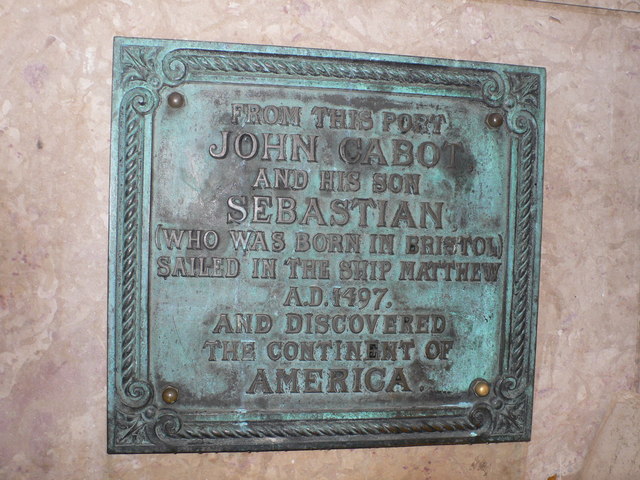 FROM THIS PORT
JOHN CABOT
AND HIS SON
SEBASTIAN
(WHO WAS BORN IN BRISTOL)
SAILED IN THE SHIP MATTHEW
A.D. 1497.
AND DISCOVERED
THE CONTINENT OF
AMERICA.